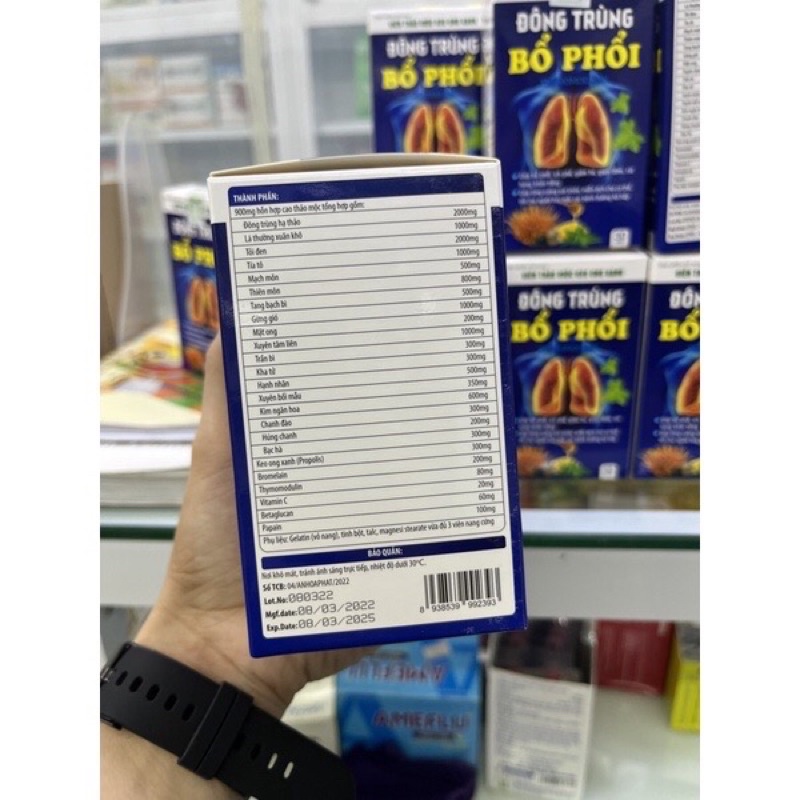 ĐÔNG TRÙNG
BỔ PHỔI
ĐÔNG TRÙNG
BỔ PHỔI
BỔ PHỔI
THÀNH PHẦN:
900mg hỗn hợp cao thảo mộc tổng hợp gồm:
Đông trùng hạ thảo 2000mg
Lá thường xuân khô 1000mg
Tỏi đen 2000mg
Tía tô 1000mg
Mạch môn 500mg
Thiên môn 800mg
Tang bạch bì 500mg
Gừng gió 1000mg
Mật ong 200mg
Xuyên tâm liên 1000mg
Trần bì 300mg
Kha tử 300mg
Hạnh nhân 500mg
Xuyên bối mẫu 350mg
Kim ngân hoa 600mg
Chanh đào 300mg
Húng chanh 200mg
Bạc hà 300mg
Keo ong xanh (Propolis) 300mg
Bromelain 200mg
Thymomodulin 80mg
Vitamin C 20mg
Betaglucan 60mg
Papain 100mg
Phụ liệu: Gelatin (vỏ nang), tinh bột, talc, magnesi stearate vừa đủ 3 viên nang cứng
BẢO QUẢN:
Nơi khô mát, tránh ánh sáng trực tiếp, nhiệt độ dưới 30°C.
Số TCB: 04/ANHOAPHAT/2022
Lot.No: 080322
Mgf.date: 08/03/2022
Exp.Date: 08/03/2025
8 938539 992393
ĐÔNG TRÙNG
BỔ PHỔI
ĐÔNG
BỔ
AMEFLU